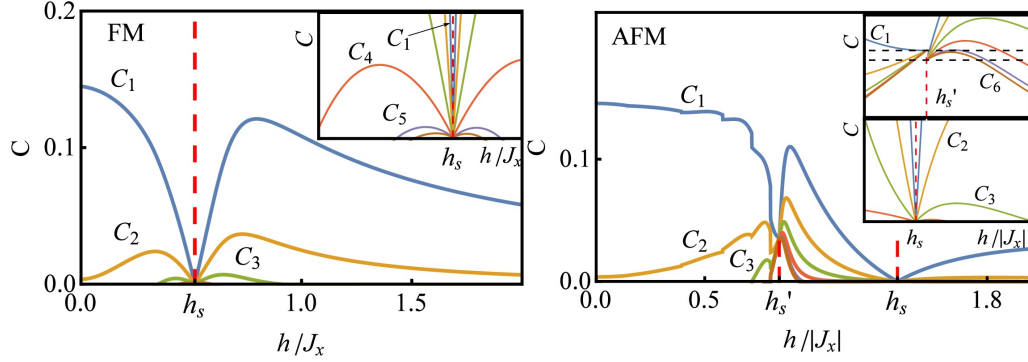 0.2
FM
C
C₁
C₄
C₁
C₅
hₛ
h/Jₓ
0.1
C
C₂
C₃
0.0
0.0
hₛ
1.0
1.5
h/Jₓ
AFM
C₁
C
C₆
hₛ'
C₁
0.1
C
C
C₂
C₃
hₛ
h/|Jₓ|
C₂
C₃
0.0
0.0
0.5
hₛ'
hₛ
1.8
h/|Jₓ|